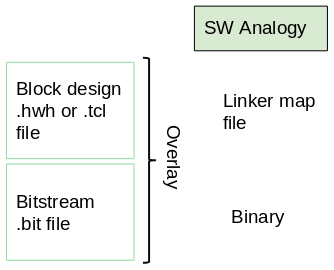 SW Analogy
Block design
.hwh or .tcl
file
Linker map
file
Overlay
Bitstream
.bit file
Binary